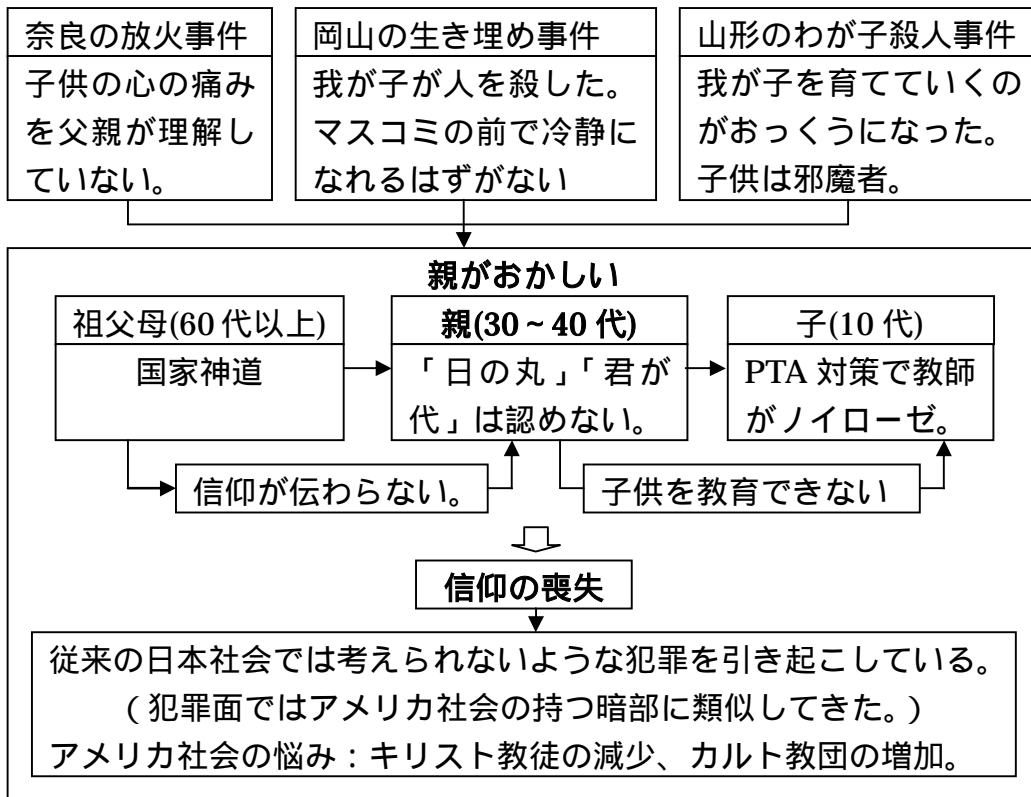 奈良の放火事件
子供の心の痛み
を父親が理解し
ていない。
岡山の生き埋め事件
我が子が人を殺した。
マスコミの前で冷静に
なれるはずがない
山形のわが子殺人事件
我が子を育てていくの
がおっくうになった。
子供は邪魔者。
親がおかしい
祖父母(60代以上)
国家神道
親(30~40代)
「日の丸」「君が
代」は認めない。
子(10代)
PTA対策で教師
がノイローゼ。
信仰が伝わらない。
子供を教育できない
信仰の喪失
従来の日本社会では考えられないような犯罪を引き起こしている。
(犯罪面ではアメリカ社会の持つ暗部に類似してきた。)
アメリカ社会の悩み:キリスト教徒の減少、カルト教団の増加。